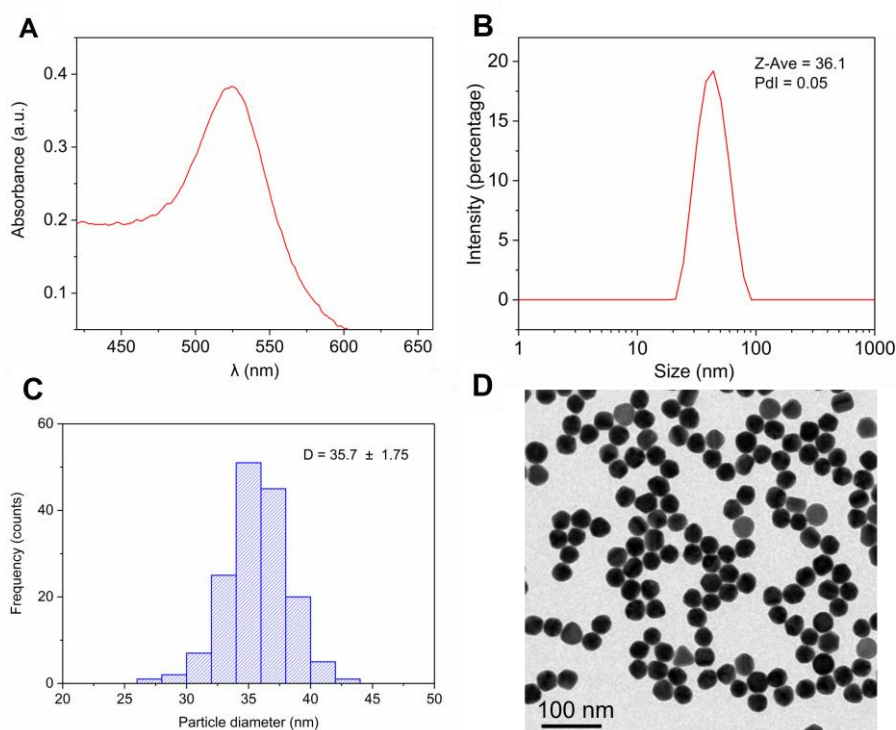 A
Absorbance (a.u.)
0.4
0.3
0.2
0.1
450
500
550
600
650
λ (nm)
B
Intensity (percentage)
20
15
10
5
0
Z-Ave = 36.1
PdI = 0.05
1
10
100
1000
Size (nm)
C
Frequency (counts)
60
40
20
0
D = 35.7 ± 1.75
20
25
30
35
40
45
50
Particle diameter (nm)
D
100 nm